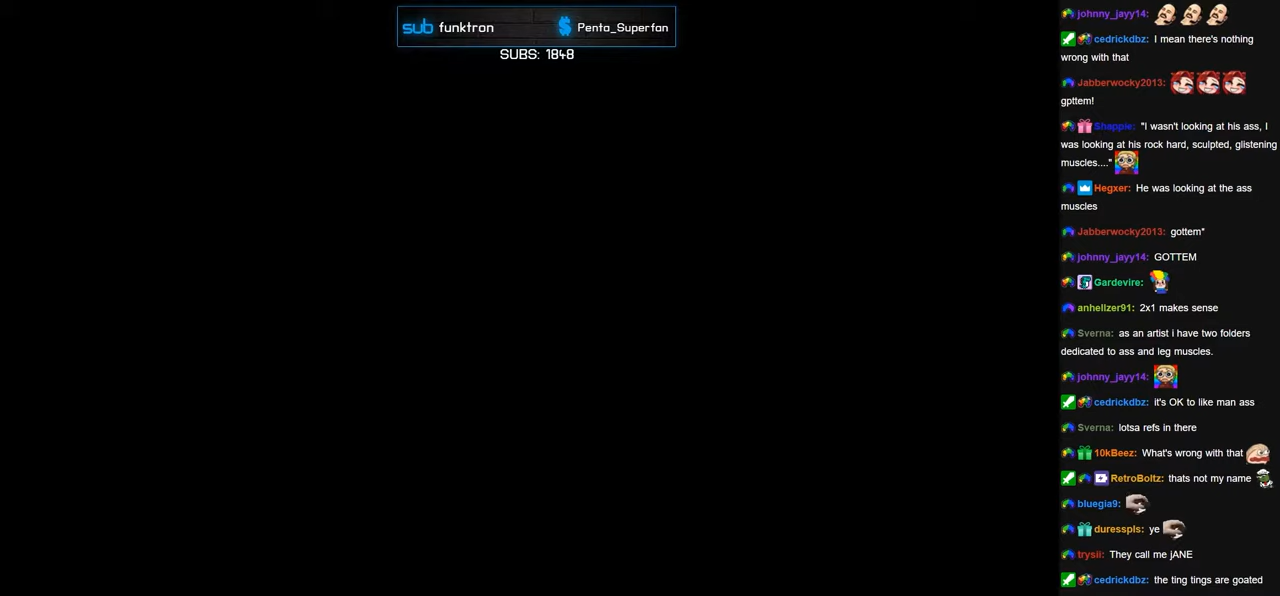 sub funktron
$ Penta_Superfan
SUBS: 1848
johnny_jayy14:
cedrickdbz: I mean there's nothing
wrong with that
Jabberwocky2013:
gpttem!
Shappie: "I wasn't looking at his ass, I
was looking at his rock hard, sculpted, glistening
muscles...."
Hegxer: He was looking at the ass
muscles
Jabberwocky2013: gottem*
johnny_jayy14: GOTTEM
Gardevire:
anhellzer91: 2x1 makes sense
Sverna: as an artist i have two folders
dedicated to ass and leg muscles.
johnny_jayy14:
cedrickdbz: it's OK to like man ass
Sverna: lotsa refs in there
10kBeez: What's wrong with that
RetroBoltz: thats not my name
bluegia9:
duresspls: ye
trysii: They call me jANE
cedrickdbz: the ting tings are goated